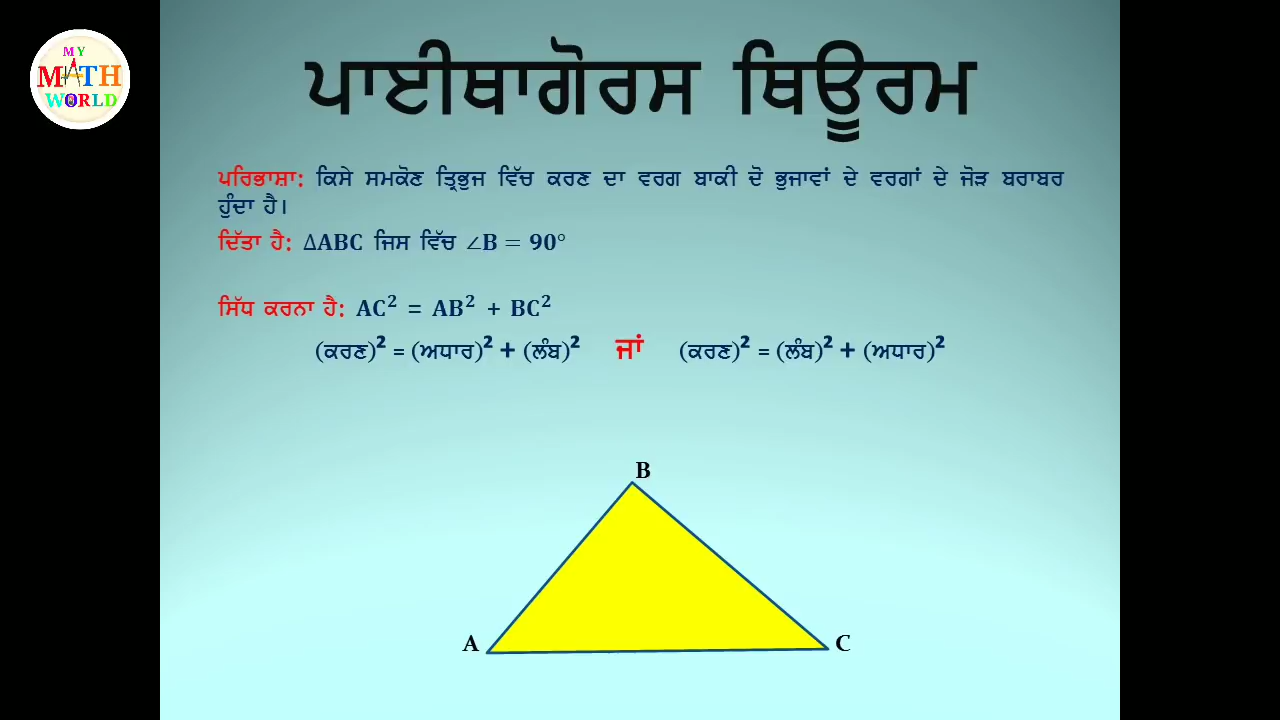 MY
MATH
WORLD
ਪਾਈਥਾਗੋਰਸ ਥਿਊਰਮ
ਪਰਿਭਾਸ਼ਾ: ਕਿਸੇ ਸਮਕੋਣ ਤ੍ਰਿਭੁਜ ਵਿੱਚ ਕਰਣ ਦਾ ਵਰਗ ਬਾਕੀ ਦੋ ਭੁਜਾਵਾਂ ਦੇ ਵਰਗਾਂ ਦੇ ਜੋੜ ਬਰਾਬਰ
ਹੁੰਦਾ ਹੈ।
ਦਿੱਤਾ ਹੈ: ΔABC ਜਿਸ ਵਿੱਚ ∠B = 90°
ਸਿੱਧ ਕਰਨਾ ਹੈ: AC² = AB² + BC²
(ਕਰਣ)² = (ਅਧਾਰ)² + (ਲੰਬ)² ਜਾਂ (ਕਰਣ)² = (ਲੰਬ)² + (ਅਧਾਰ)²
B
A C